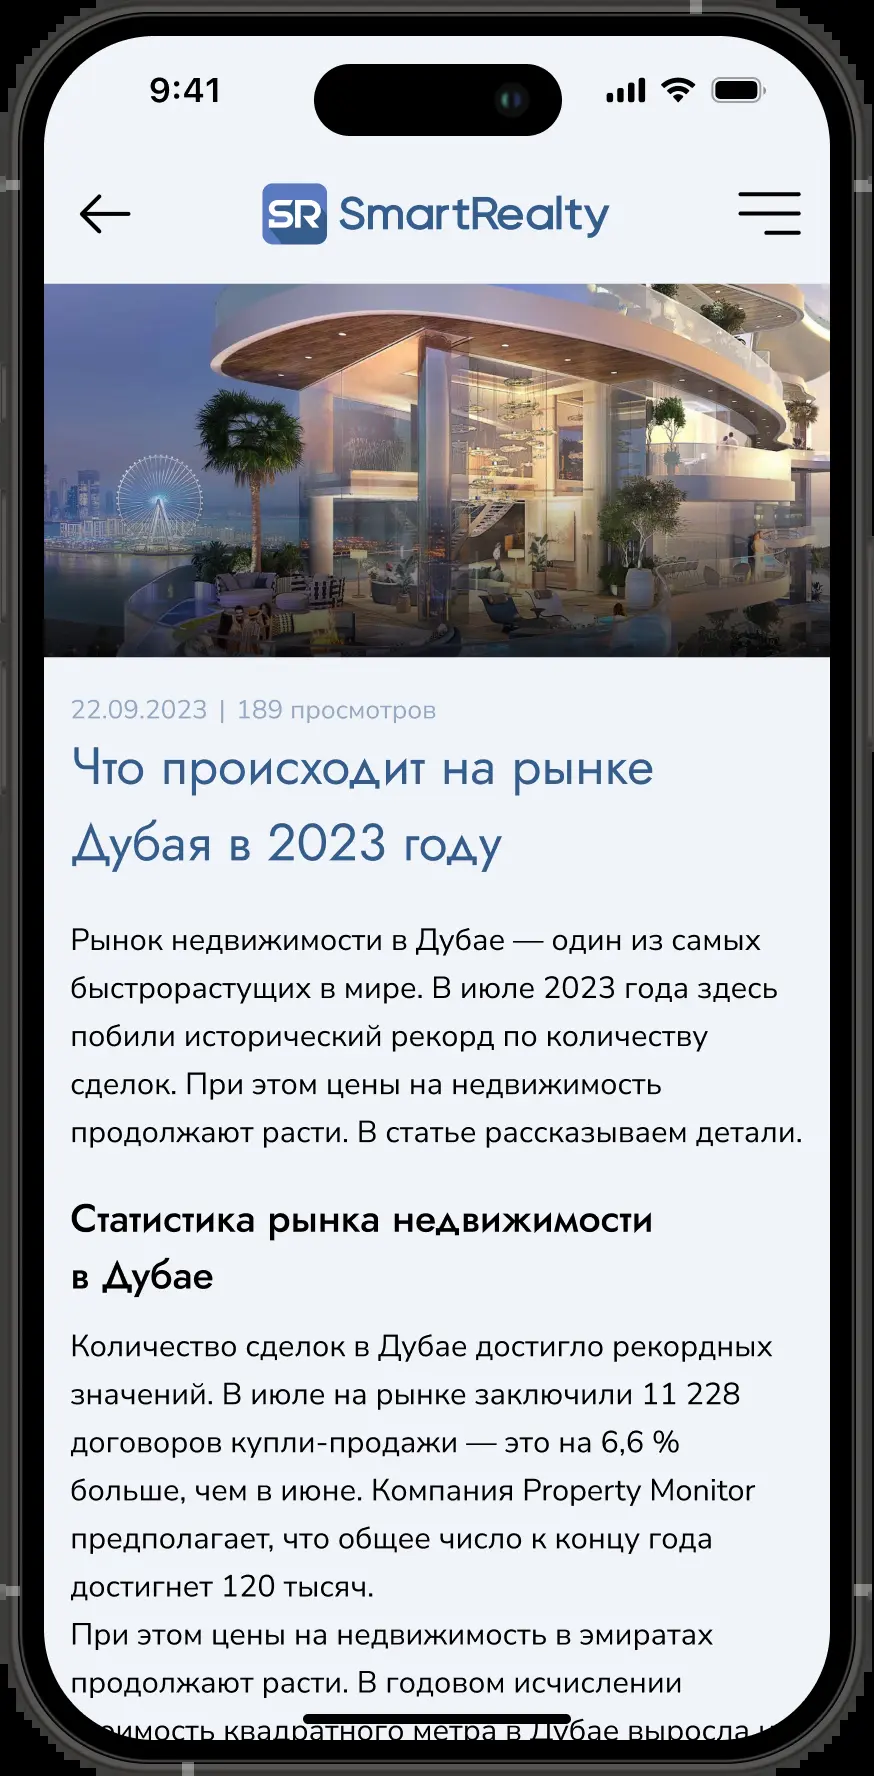 9:41
SR SmartRealty
22.09.2023 | 189 просмотров
Что происходит на рынке
Дубая в 2023 году
Рынок недвижимости в Дубае — один из самых
быстрорастущих в мире. В июле 2023 года здесь
побили исторический рекорд по количеству
сделок. При этом цены на недвижимость
продолжают расти. В статье рассказываем детали.
Статистика рынка недвижимости
в Дубае
Количество сделок в Дубае достигло рекордных
значений. В июле на рынке заключили 11 228
договоров купли-продажи — это на 6,6 %
больше, чем в июне. Компания Property Monitor
предполагает, что общее число к концу года
достигнет 120 тысяч.
При этом цены на недвижимость в эмиратах
продолжают расти. В годовом исчислении
квадратного метра в Дубае выросла